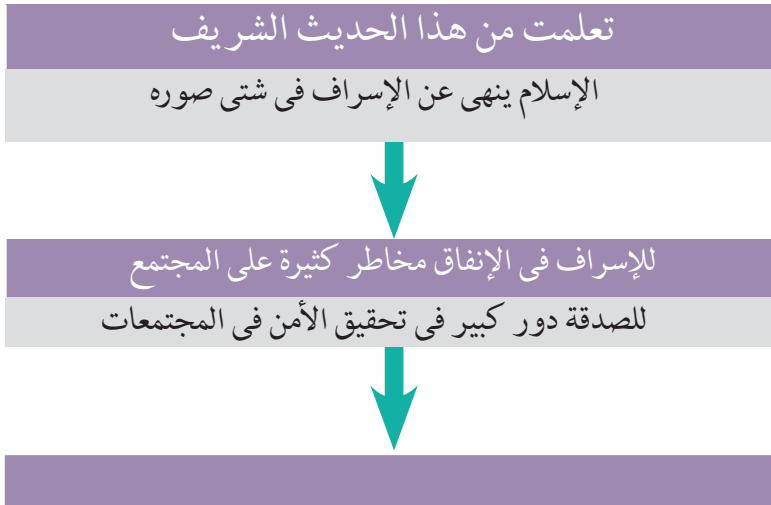 تعلمت من هذا الحديث الشريف
الإسلام ينهى عن الإسراف فى شتى صوره
للإسراف فى الإنفاق مخاطر كثيرة على المجتمع
للصدقة دور كبير فى تحقيق الأمن فى المجتمعات